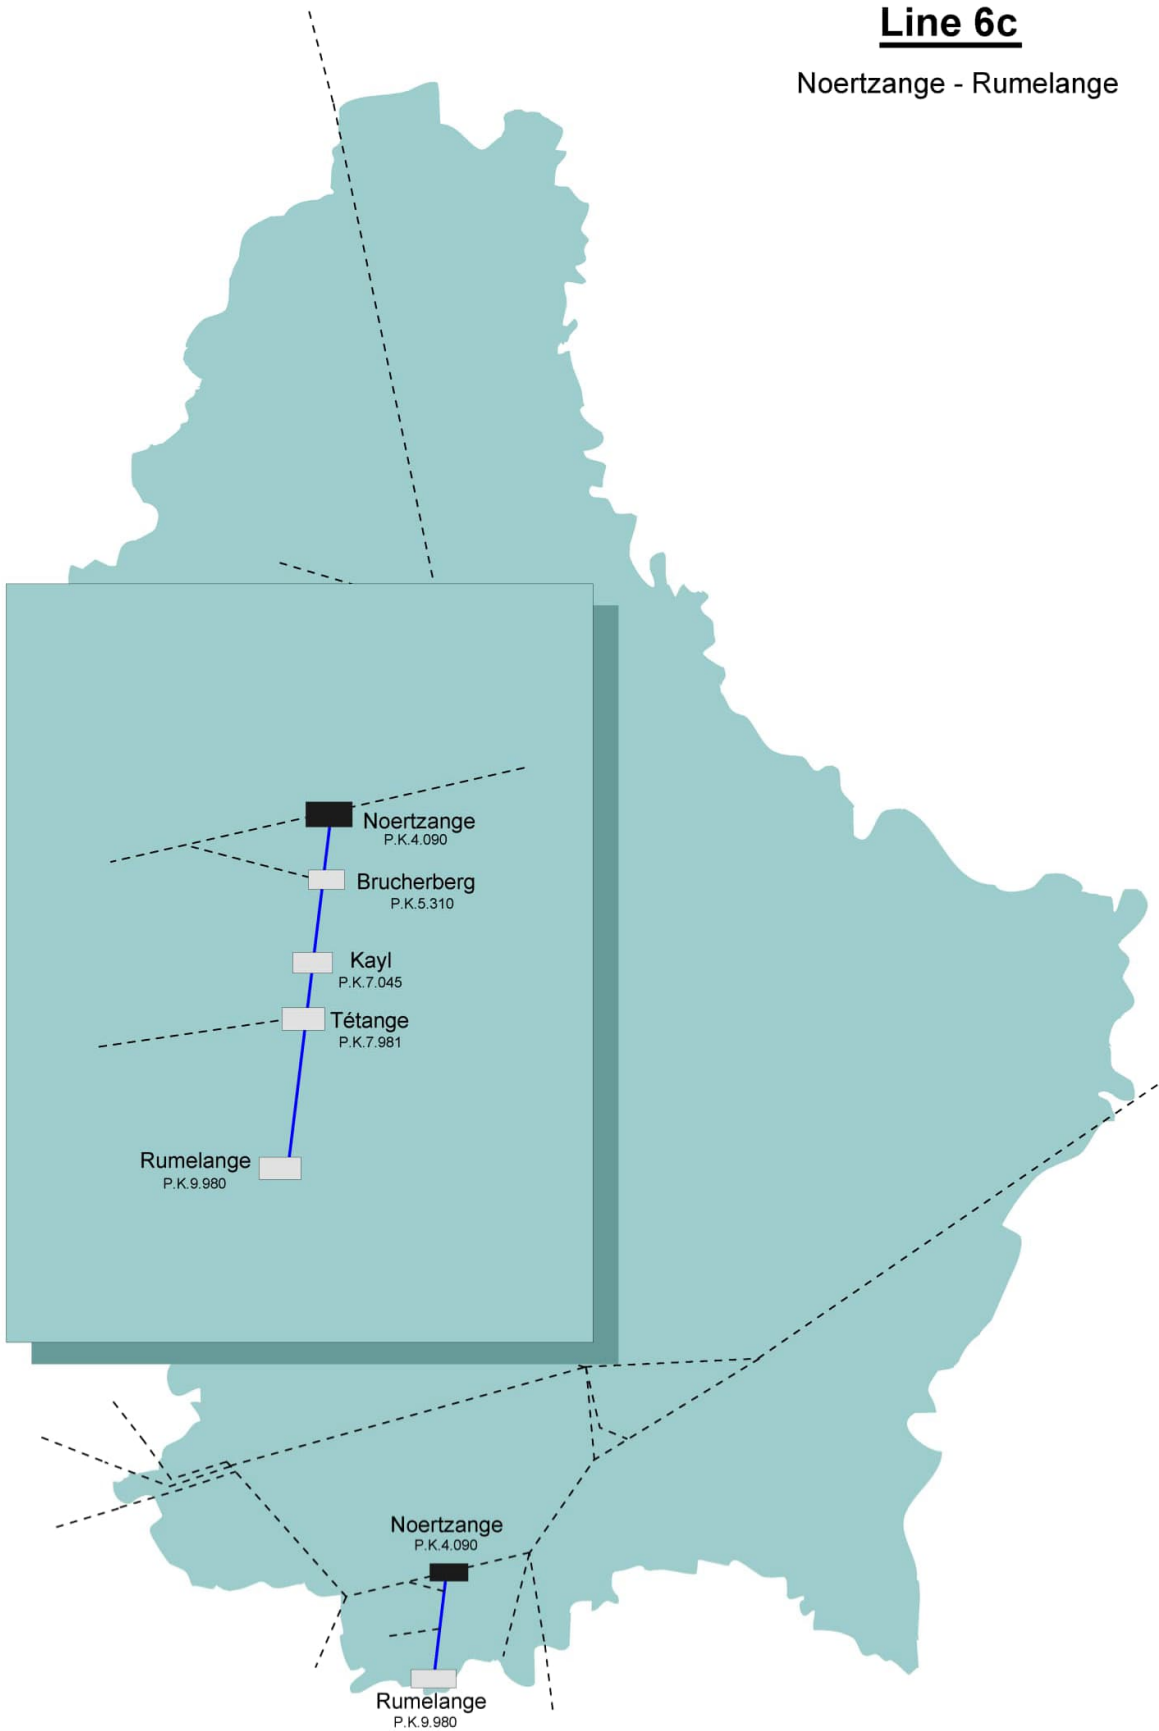 Line 6c
Noertzange - Rumelange
Noertzange
P.K.4.090
Brucherberg
P.K.5.310
Kayl
P.K.7.045
Tétange
P.K.7.981
Rumelange
P.K.9.980
Noertzange
P.K.4.090
Rumelange
P.K.9.980